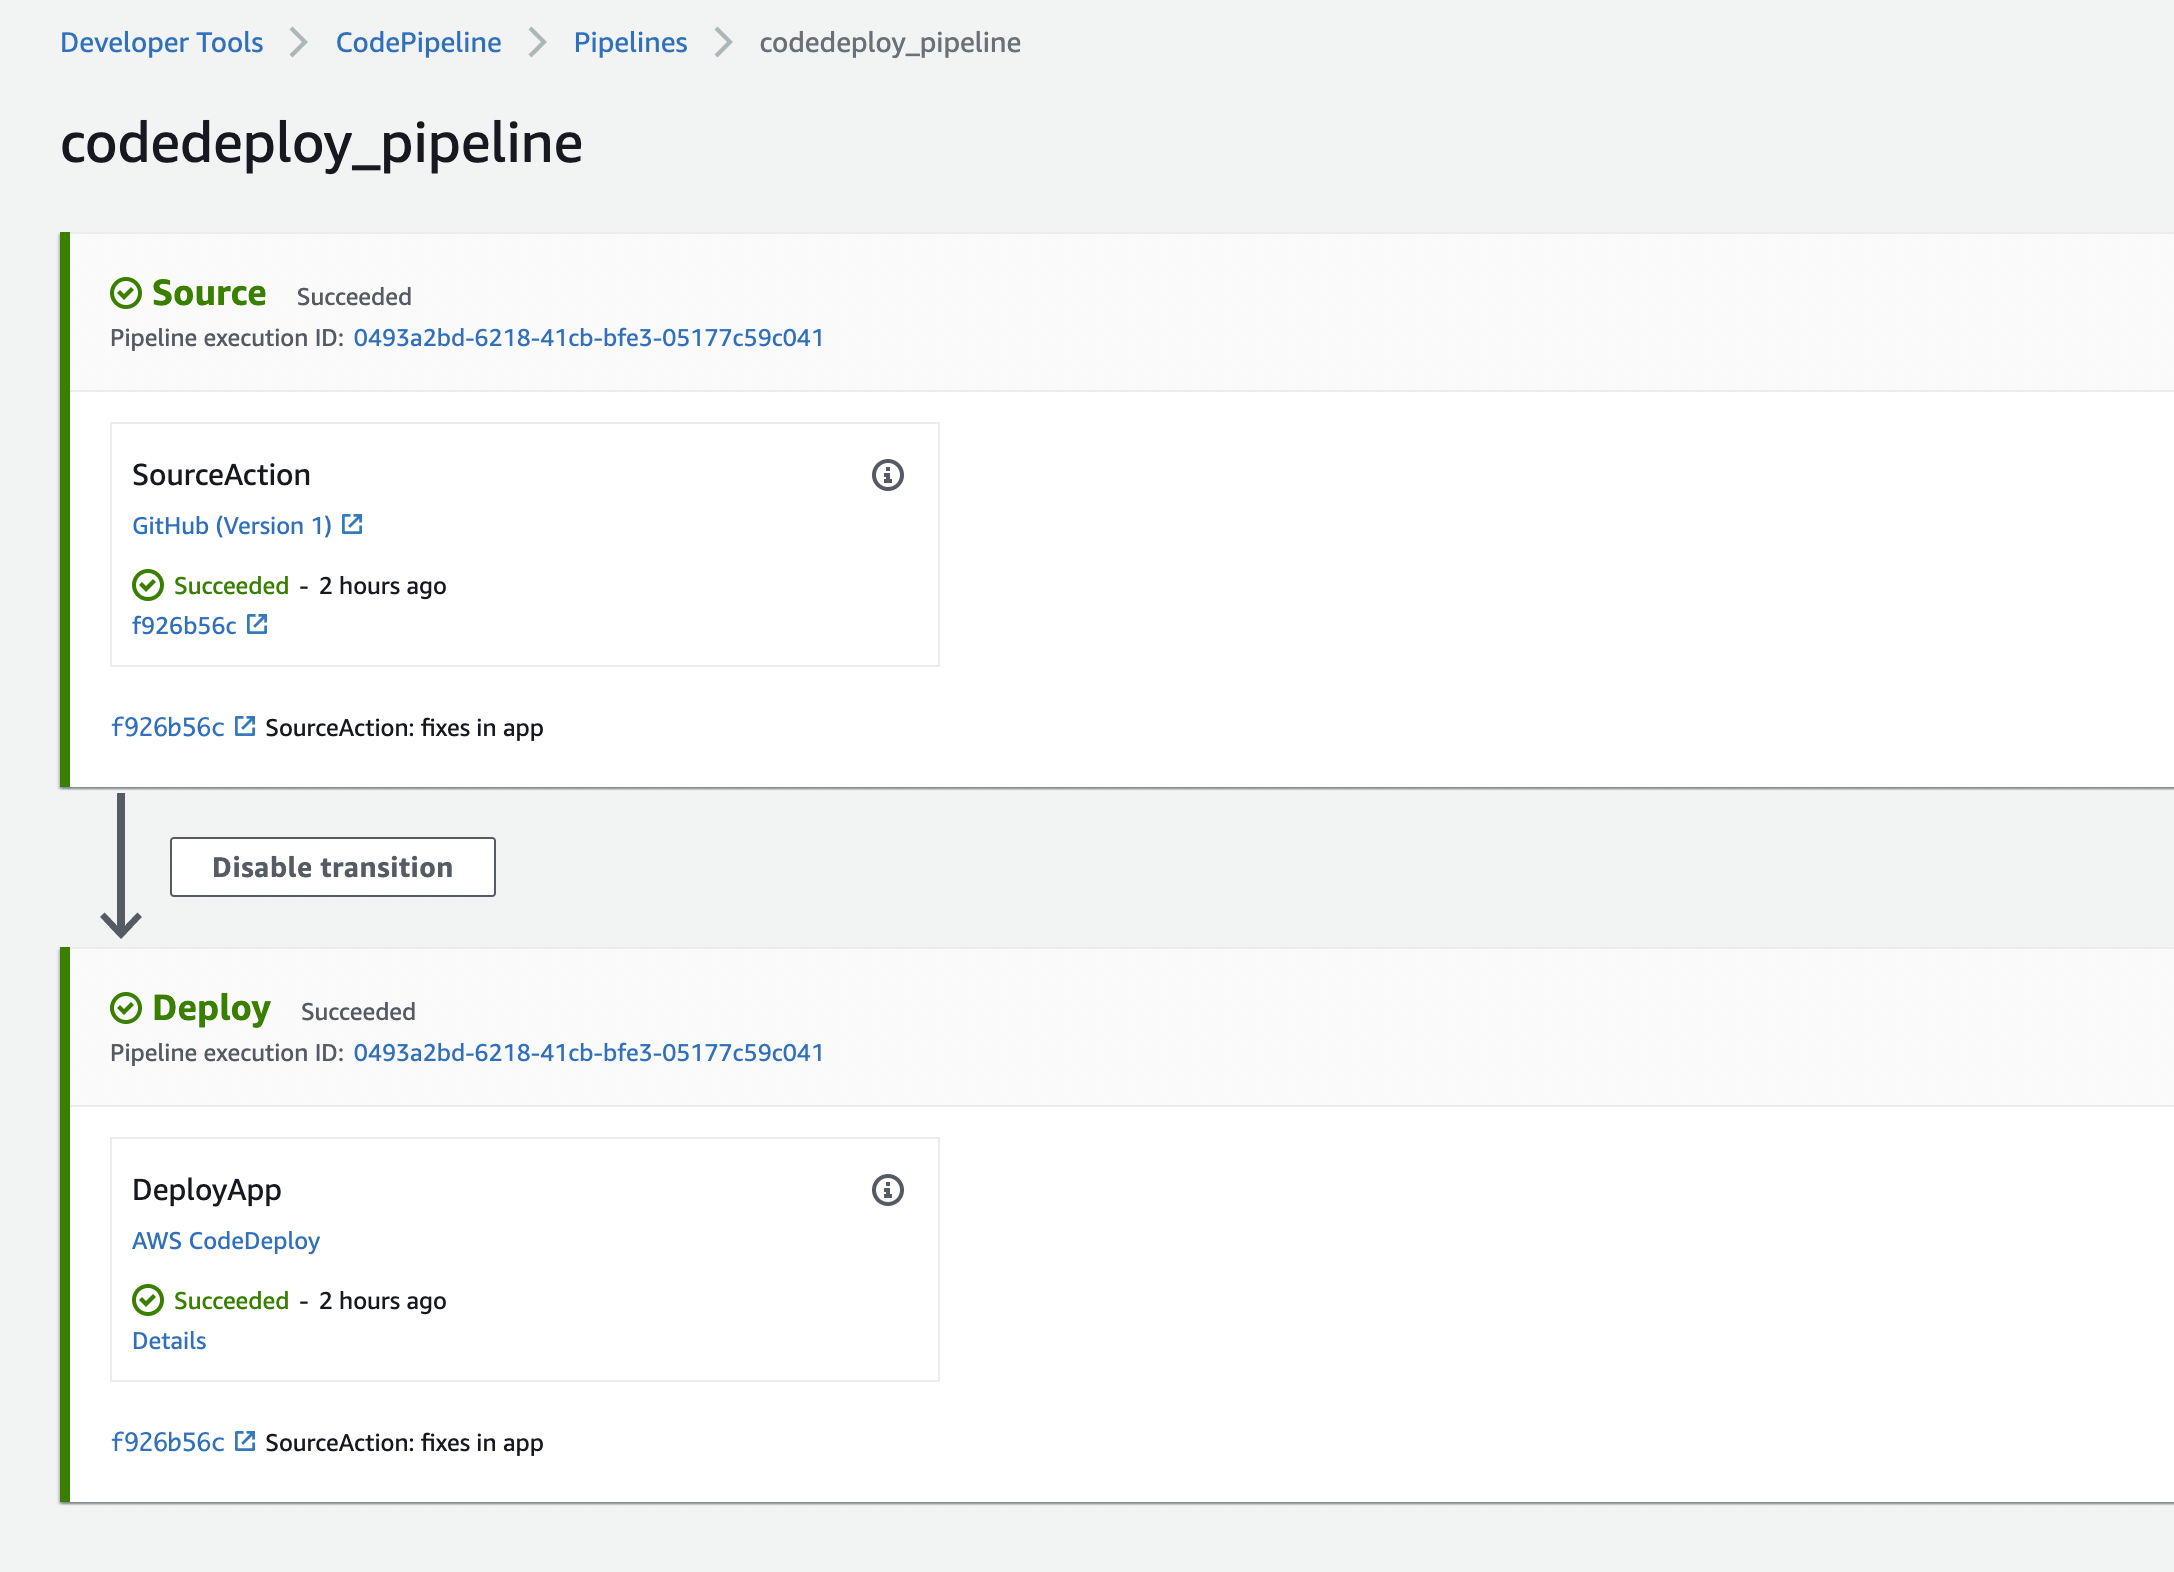 Developer Tools > CodePipeline > Pipelines > codedeploy_pipeline
codedeploy_pipeline
Source Succeeded
Pipeline execution ID: 0493a2bd-6218-41cb-bfe3-05177c59c041
SourceAction
GitHub (Version 1)
Succeeded - 2 hours ago
f926b56c
f926b56c SourceAction: fixes in app
Disable transition
Deploy Succeeded
Pipeline execution ID: 0493a2bd-6218-41cb-bfe3-05177c59c041
DeployApp
AWS CodeDeploy
Succeeded - 2 hours ago
Details
f926b56c SourceAction: fixes in app